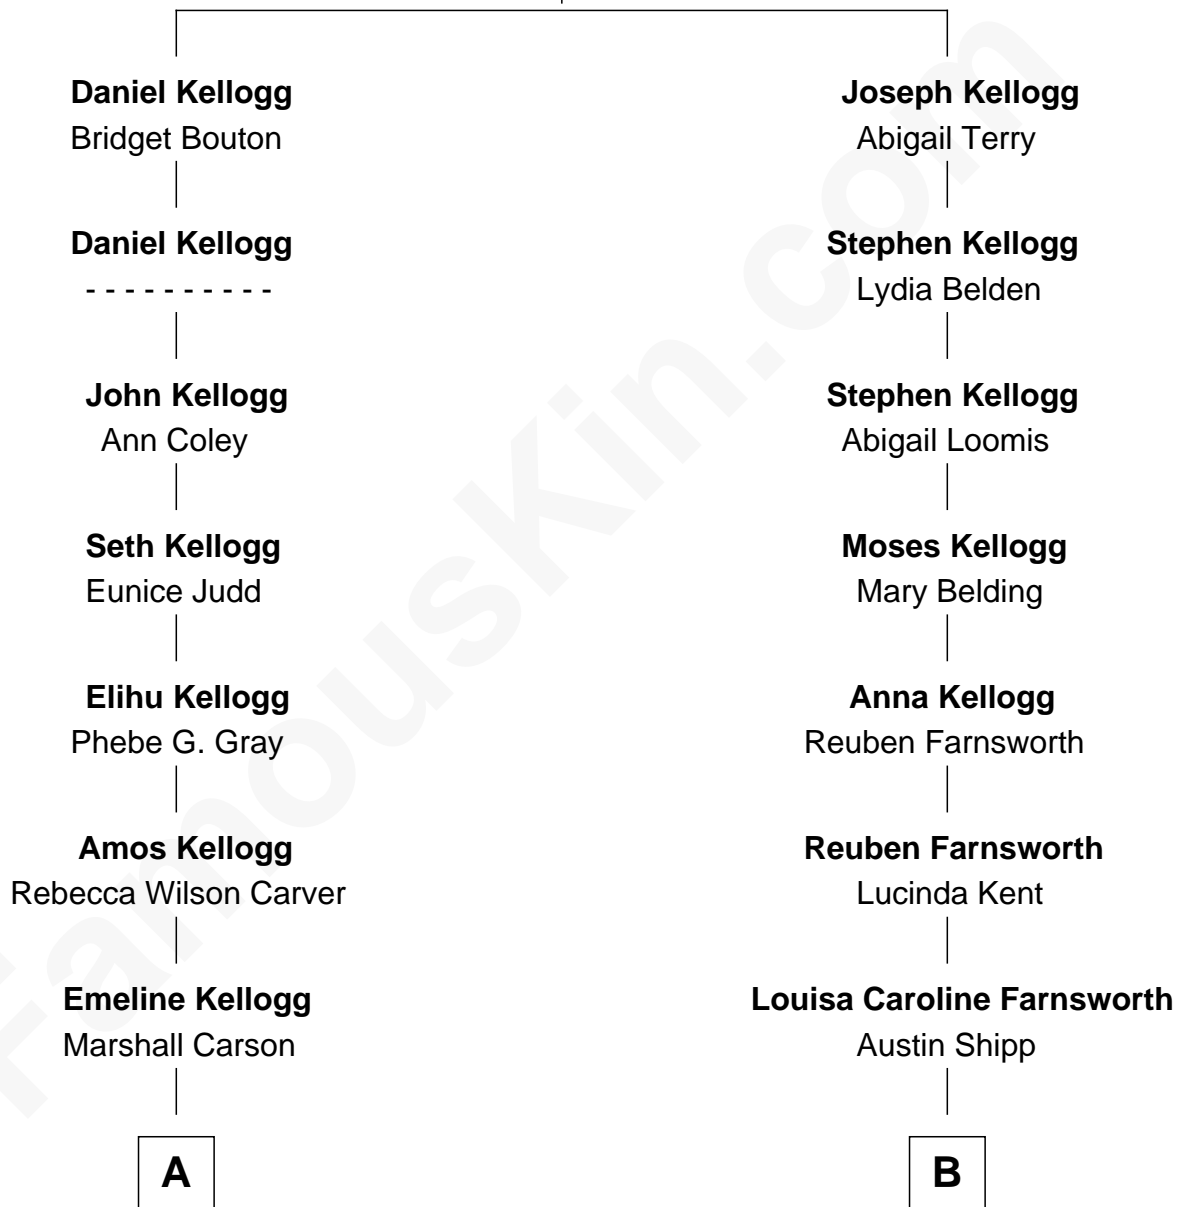 Daniel Kellogg
Bridget Bouton
Joseph Kellogg
Abigail Terry
Daniel Kellogg
- - - - - - - - - -
Stephen Kellogg
Lydia Belden
John Kellogg
Ann Coley
Stephen Kellogg
Abigail Loomis
Seth Kellogg
Eunice Judd
Moses Kellogg
Mary Belding
Elihu Kellogg
Phebe G. Gray
Anna Kellogg
Reuben Farnsworth
Amos Kellogg
Rebecca Wilson Carver
Reuben Farnsworth
Lucinda Kent
Emeline Kellogg
Marshall Carson
Louisa Caroline Farnsworth
Austin Shipp
A
B
FamousKin.com